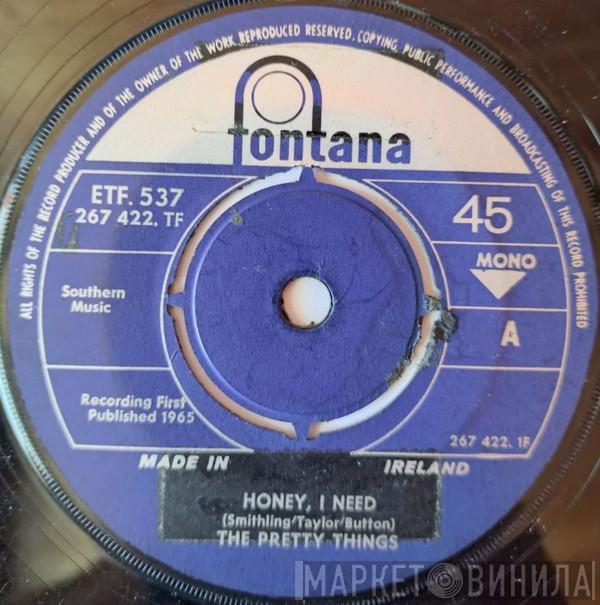 ALL RIGHTS OF THE RECORD PRODUCER AND OF THE OWNER OF THE WORK REPRODUCED RESERVED. COPYING, PUBLIC PERFORMANCE AND BROADCASTING OF THIS RECORD PROHIBITED
fontana
ETF. 537
267 422. TF
45
MONO
Southern
Music
A
Recording First
Published 1965
267 422. 1F
MADE IN IRELAND
HONEY, I NEED
(Smithling/Taylor/Button)
THE PRETTY THINGS
МАРКЕТ ВИНИЛА